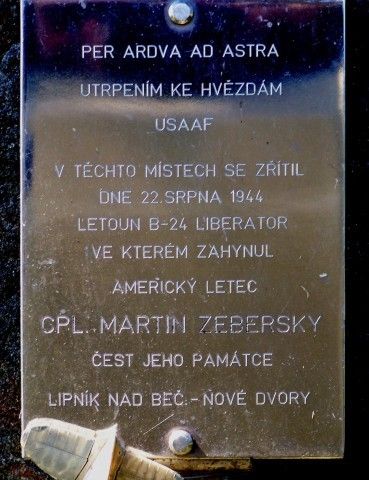 PER ARDVA AD ASTRA
UTRPENÍM KE HVĚZDÁM
USAAF
V TĚCHTO MÍSTECH SE ZŘÍTIL
DNE 22.SRPNA 1944
LETOUN B-24 LIBERATOR
VE KTERÉM ZAHYNUL
AMERICKÝ LETEC
CPL. MARTIN ZEBERSKY
ČEST JEHO PAMÁTCE
LIPNÍK NAD BEČ.-NOVÉ DVORY